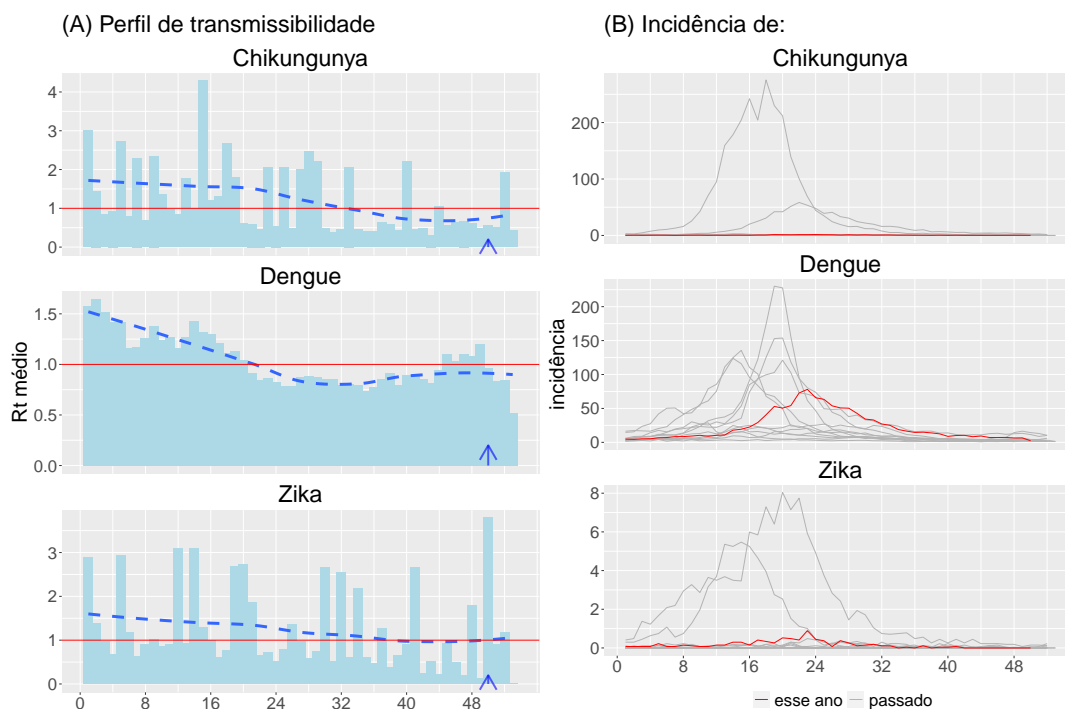 (A) Perfil de transmissibilidade
Chikungunya
4
3
2
1
0
Dengue
1.5
1.0
0.5
0.0
Zika
3
2
1
0
0 8 16 24 32 40 48
Rt médio
(B) Incidência de:
Chikungunya
200
100
0
Dengue
200
150
100
50
0
Zika
8
6
4
2
0
0 8 16 24 32 40 48
incidência
esse ano passado